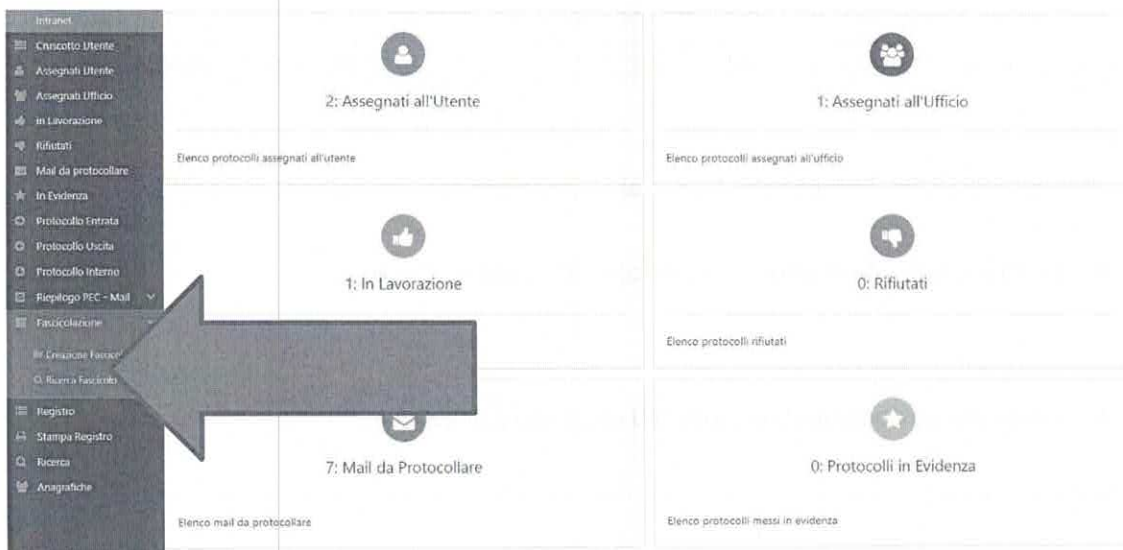 Intranet
Cruscotto Utente
Assegnati Utente
Assegnati Ufficio
in Lavorazione
Rifiutati
Mail da protocollare
In Evidenza
Protocollo Entrata
Protocollo Uscita
Protocollo Interno
Riepilogo PEC - Mail
Fascicolazione
Creazione
Ricerca Fascicolo
Registro
Stampa Registro
Ricerca
Anagrafiche
2: Assegnati all'Utente
Elenco protocolli assegnati all'utente
1: Assegnati all'Ufficio
Elenco protocolli assegnati all'ufficio
1: In Lavorazione
0: Rifiutati
Elenco protocolli rifiutati
7: Mail da Protocollare
Elenco mail da protocollare
0: Protocolli in Evidenza
Elenco protocolli messi in evidenza